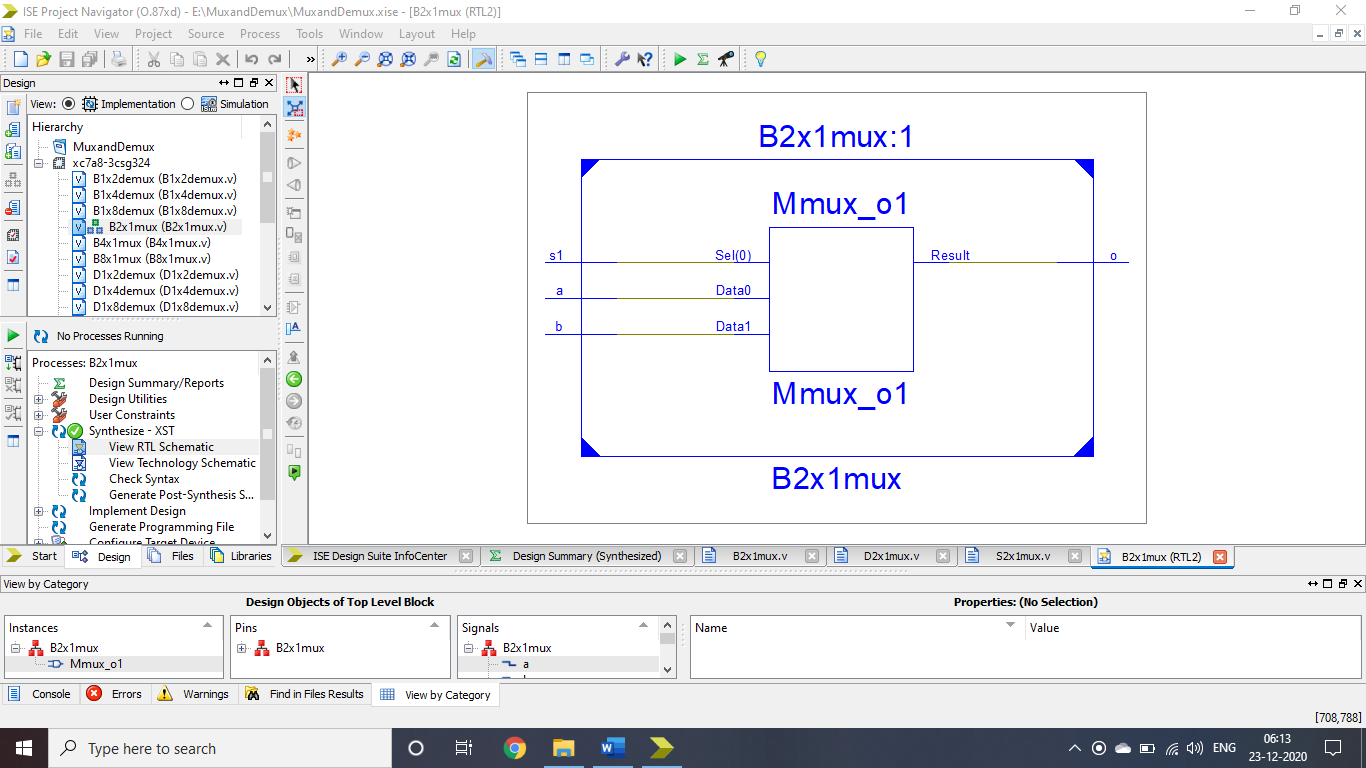 ISE Project Navigator (O.87xd) - E:\MuxandDemux\MuxandDemux.xise - [B2x1mux (RTL2)]
File Edit View Project Source Process Tools Window Layout Help
Design
View: Implementation Simulation
Hierarchy
MuxandDemux
xc7a8-3csg324
B1x2demux (B1x2demux.v)
B1x4demux (B1x4demux.v)
B1x8demux (B1x8demux.v)
B2x1mux (B2x1mux.v)
B4x1mux (B4x1mux.v)
B8x1mux (B8x1mux.v)
D1x2demux (D1x2demux.v)
D1x4demux (D1x4demux.v)
D1x8demux (D1x8demux.v)
No Processes Running
Processes: B2x1mux
Design Summary/Reports
Design Utilities
User Constraints
Synthesize - XST
View RTL Schematic
View Technology Schematic
Check Syntax
Generate Post-Synthesis S...
Implement Design
Generate Programming File
Configure Target Device
Start Design Files Libraries
B2x1mux:1
Mmux_o1
s1 Sel(0) Result o
a Data0
b Data1
Mmux_o1
B2x1mux
ISE Design Suite InfoCenter Design Summary (Synthesized) B2x1mux.v D2x1mux.v S2x1mux.v B2x1mux (RTL2)
View by Category
Design Objects of Top Level Block Properties: (No Selection)
Instances Pins Signals Name Value
B2x1mux B2x1mux B2x1mux
Mmux_o1 a
Console Errors Warnings Find in Files Results View by Category
[708,788]
Type here to search
ENG 06:13
23-12-2020